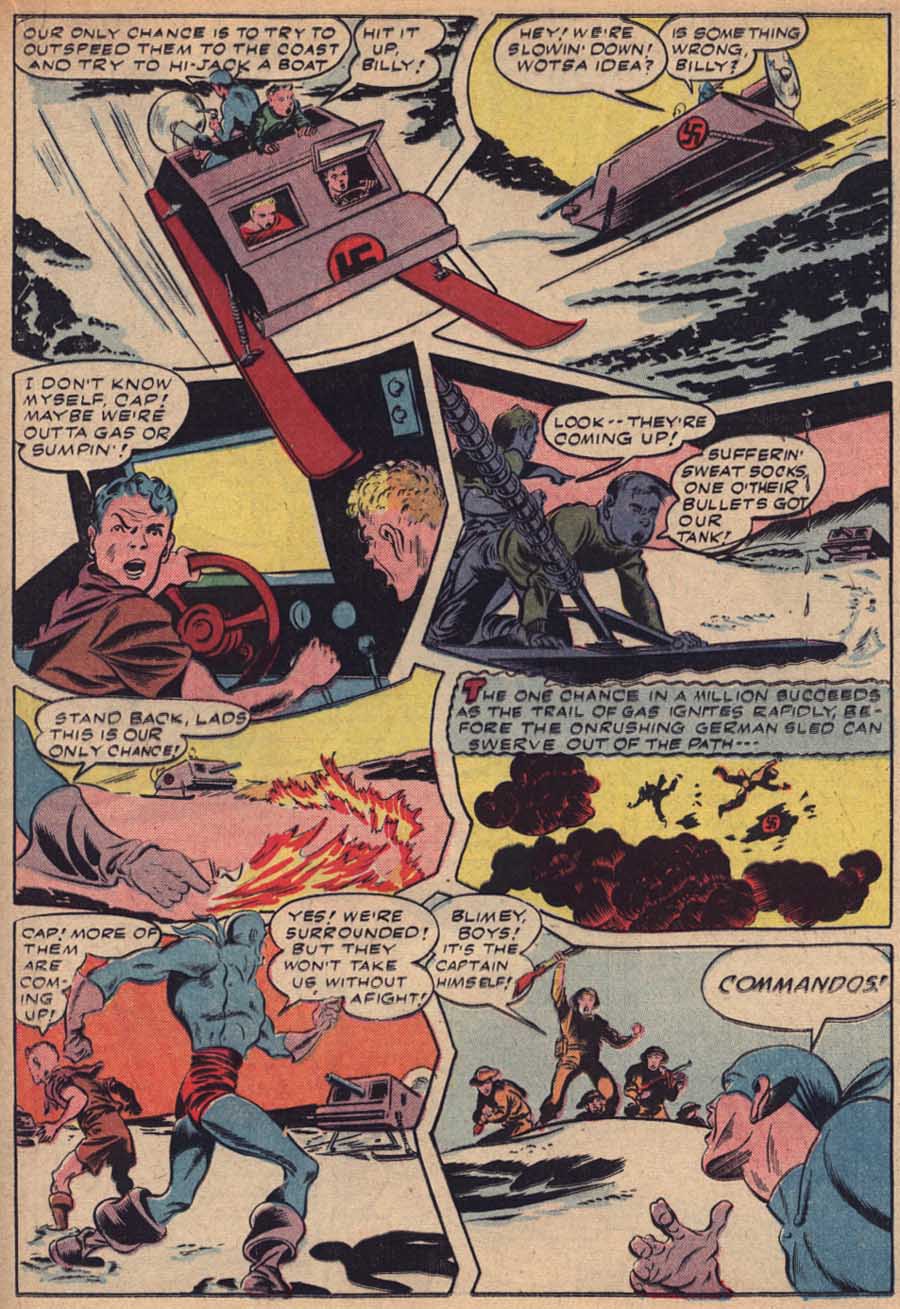 OUR ONLY CHANCE IS TO TRY TO
OUTSPEED THEM TO THE COAST
AND TRY TO HI-JACK A BOAT
HIT IT
UP,
BILLY!
HEY! WE'RE
SLOWIN' DOWN!
WOTSA IDEA?
IS SOMETHING
WRONG,
BILLY?
I DON'T KNOW
MYSELF, CAP!
MAYBE WE'RE
OUTTA GAS OR
SUMPIN'!
LOOK-- THEY'RE
COMING UP!
SUFFERIN'
SWEAT SOCKS,
ONE O'THEIR
BULLETS GOT
OUR
TANK!
STAND BACK, LADS
THIS IS OUR
ONLY CHANCE!
THE ONE CHANCE IN A MILLION SUCCEEDS
AS THE TRAIL OF GAS IGNITES RAPIDLY, BE-
FORE THE ONRUSHING GERMAN SLED CAN
SWERVE OUT OF THE PATH---
CAP! MORE OF
THEM
ARE
COM-
ING
UP!
YES! WE'RE
SURROUNDED!
BUT THEY
WON'T TAKE
US WITHOUT
A FIGHT!
BLIMEY,
BOYS!
IT'S THE
CAPTAIN
HIMSELF!
COMMANDOS!